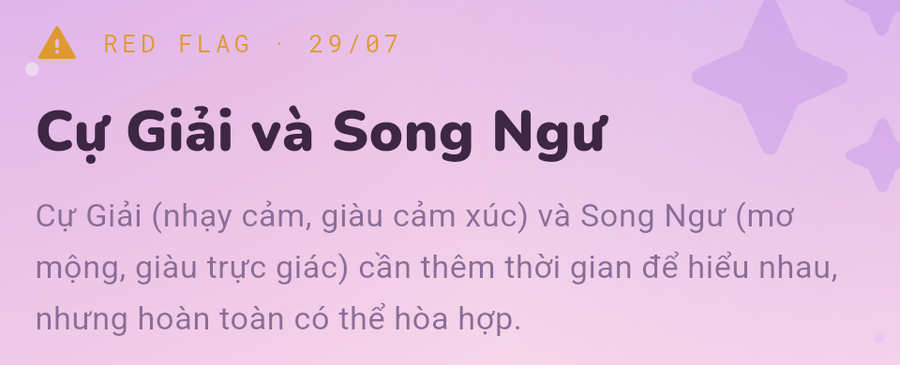 RED FLAG · 29/07
Cự Giải và Song Ngư
Cự Giải (nhạy cảm, giàu cảm xúc) và Song Ngư (mơ
mộng, giàu trực giác) cần thêm thời gian để hiểu nhau,
nhưng hoàn toàn có thể hòa hợp.